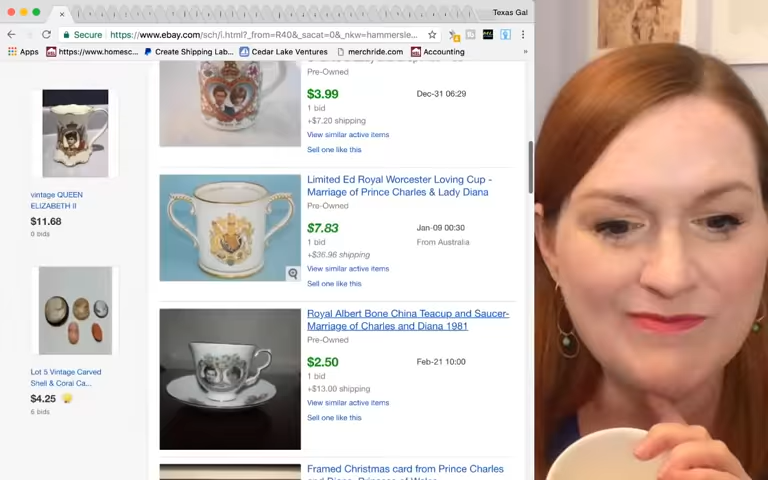 Texas Gal
Secure
https://www.ebay.com/sch/i.html?_from=R40&_sacat=0&_nkw=hammersle...
Apps
https://www.homesc...
Create Shipping Lab...
Cedar Lake Ventures
merchride.com
Accounting
»
Pre-Owned
$3.99
Dec-31 06:29
1 bid
+$7.20 shipping
View similar active items
Sell one like this
vintage QUEEN
ELIZABETH II
$11.68
0 bids
Limited Ed Royal Worcester Loving Cup -
Marriage of Prince Charles & Lady Diana
Pre-Owned
$7.83
Jan-09 00:30
1 bid
From Australia
+$36.96 shipping
View similar active items
Sell one like this
Royal Albert Bone China Teacup and Saucer-
Marriage of Charles and Diana 1981
Pre-Owned
$2.50
Feb-21 10:00
1 bid
+$13.00 shipping
View similar active items
Sell one like this
Lot 5 Vintage Carved
Shell & Coral Ca...
$4.25
6 bids
Framed Christmas card from Prince Charles
and Diana, Princess of Wales